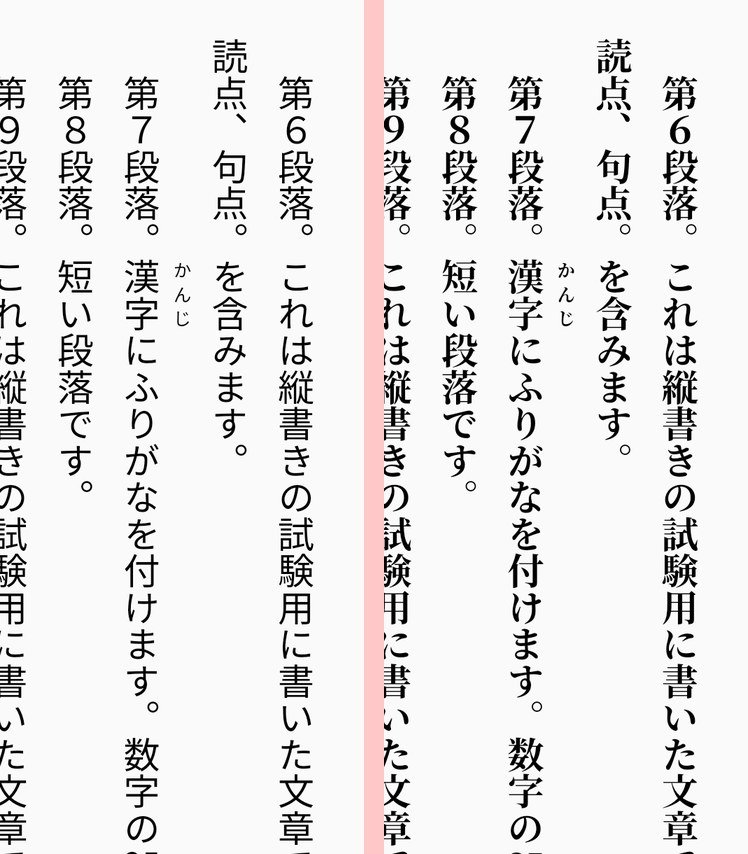 第６段落。これは縦書きの試験用に書いた文章
読点、句点。を含みます。
かんじ
第７段落。漢字にふりがなを付けます。数字の
第８段落。短い段落です。
第９段落。これは縦書きの試験用に書いた文章
第６段落。これは縦書きの試験用に書いた文章
読点、句点。を含みます。
かんじ
第７段落。漢字にふりがなを付けます。数字の
第８段落。短い段落です。
第９段落。これは縦書きの試験用に書いた文章